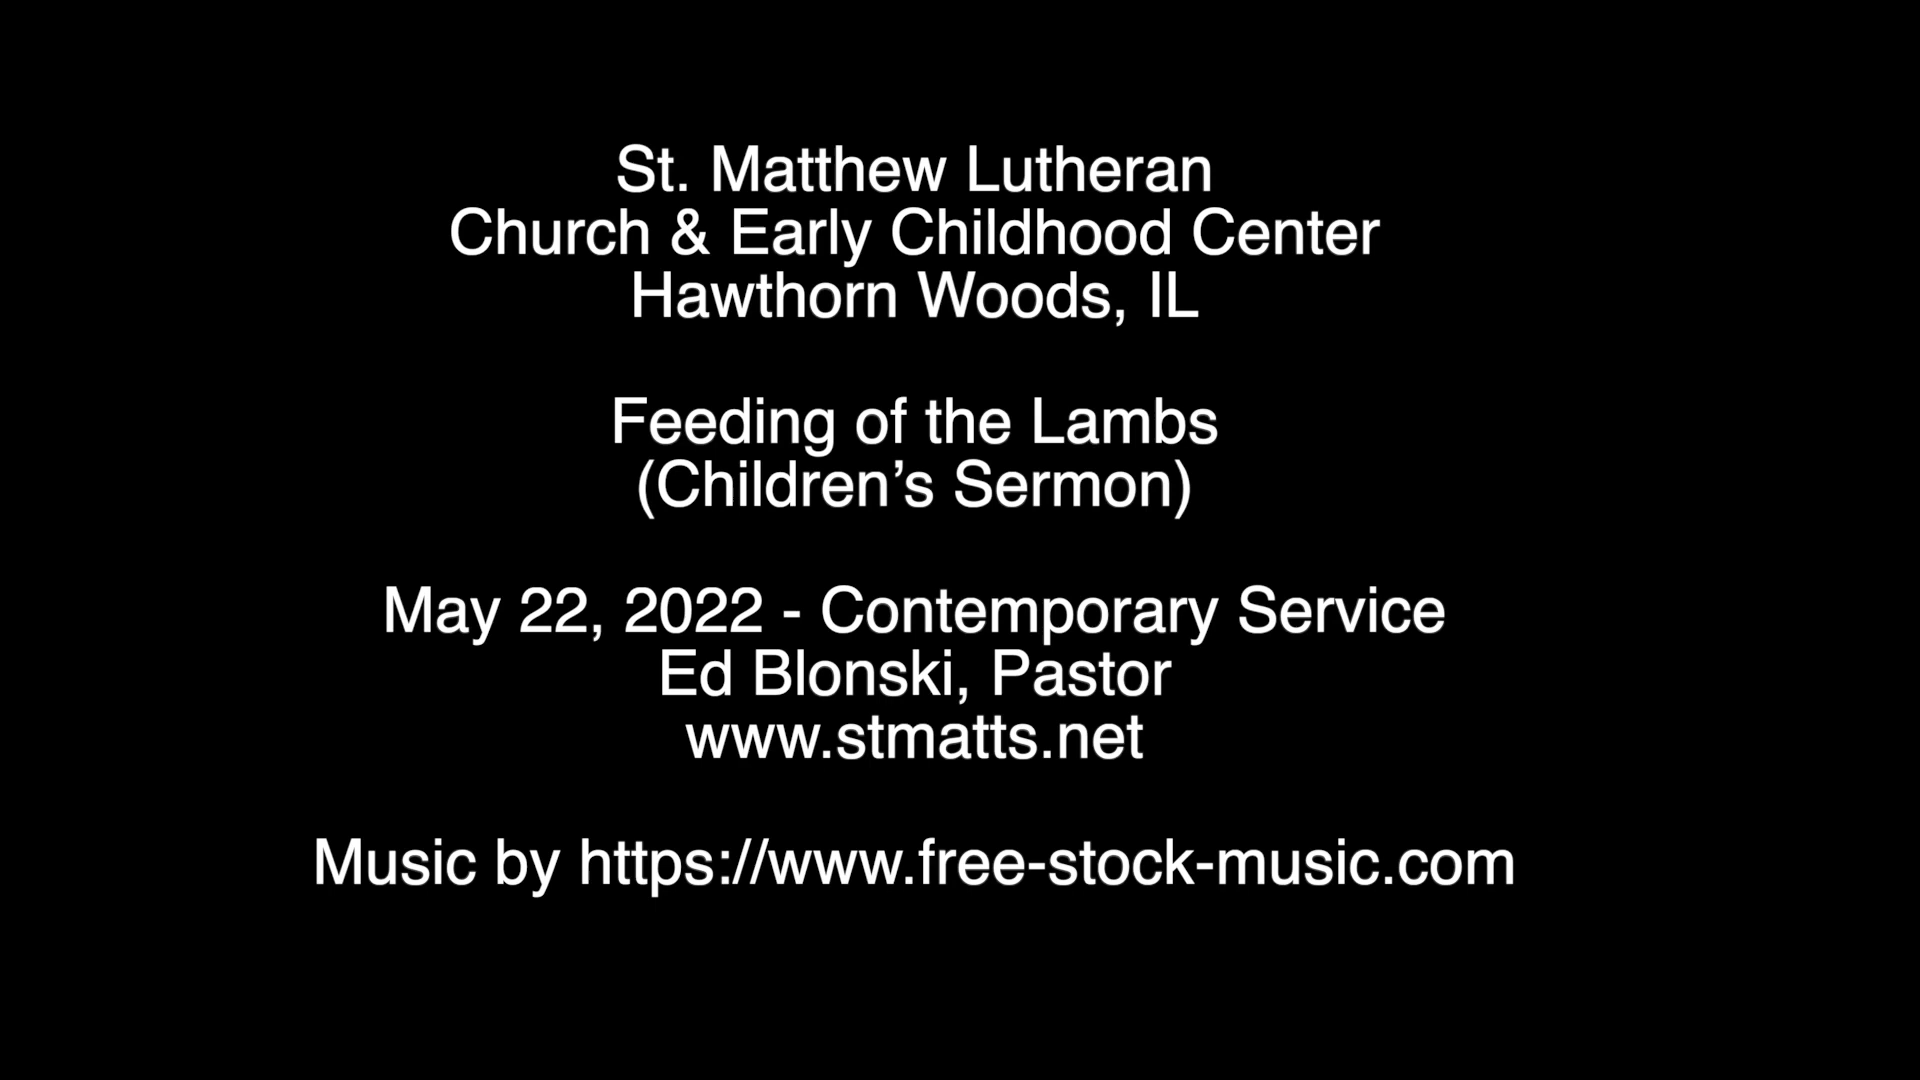 St. Matthew Lutheran
Church & Early Childhood Center
Hawthorn Woods, IL
Feeding of the Lambs
(Children’s Sermon)
May 22, 2022 - Contemporary Service
Ed Blonski, Pastor
www.stmatts.net
Music by https://www.free-stock-music.com